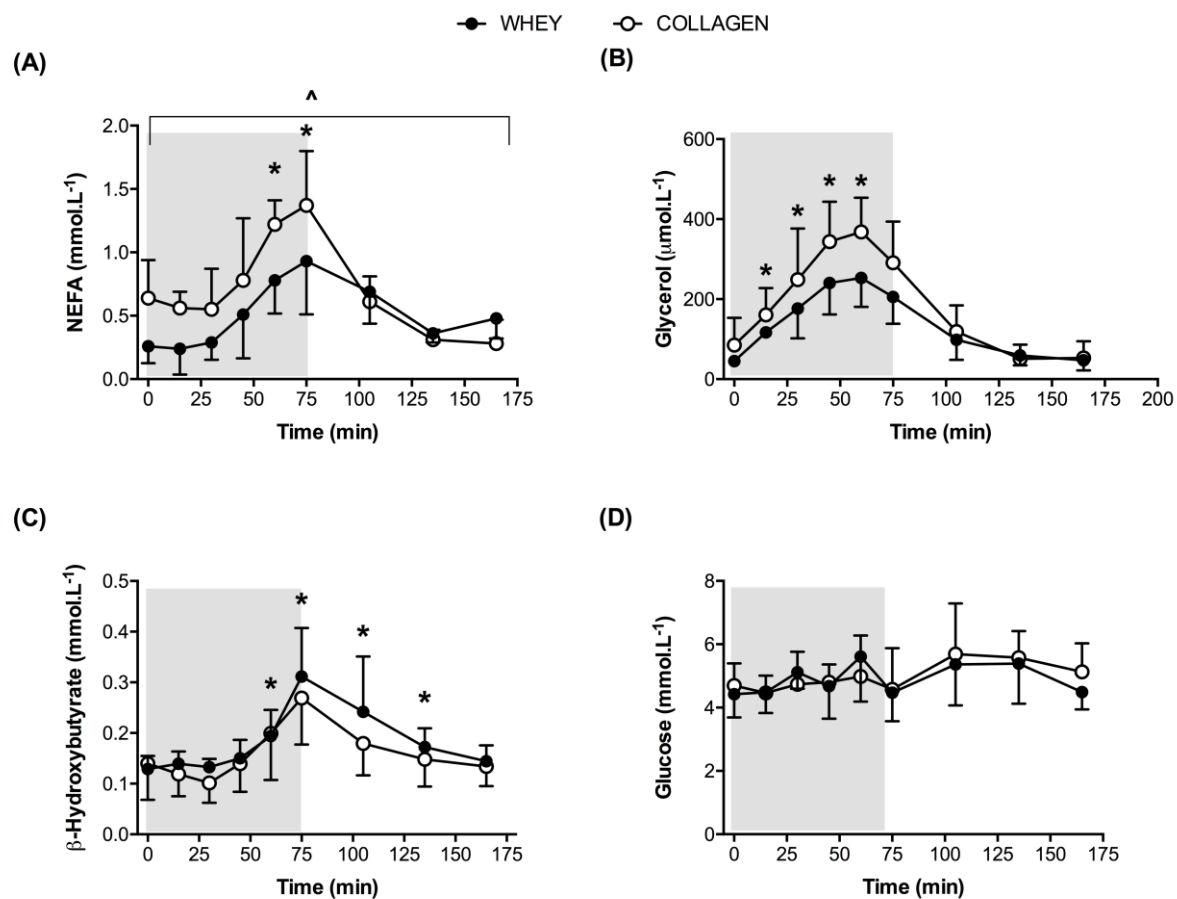 WHEY COLLAGEN
(A)
^
* *
NEFA (mmol.L-1)
2.0
1.5
1.0
0.5
0.0
0 25 50 75 100 125 150 175
Time (min)
(B)
* * * *
Glycerol (μmol.L-1)
600
400
200
0
0 25 50 75 100 125 150 175 200
Time (min)
(C)
* * * *
β-Hydroxybutyrate (mmol.L-1)
0.5
0.4
0.3
0.2
0.1
0.0
0 25 50 75 100 125 150 175
Time (min)
(D)
Glucose (mmol.L-1)
8
6
4
2
0
0 25 50 75 100 125 150 175
Time (min)